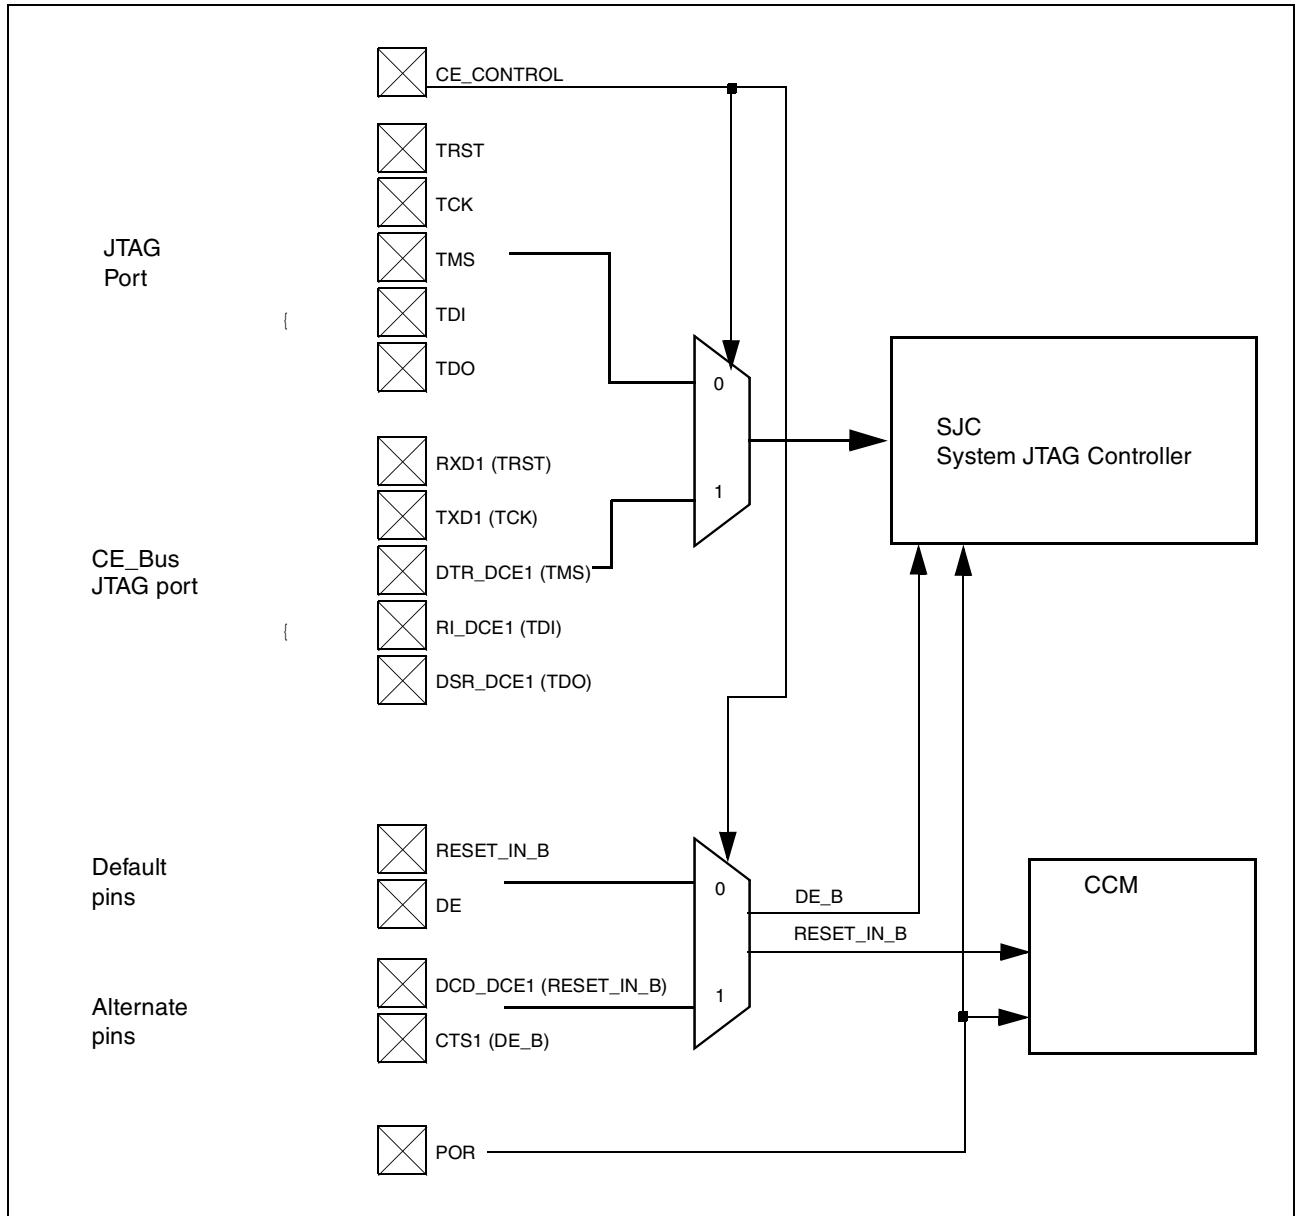 CE_CONTROL
TRST
TCK
JTAG
Port
TMS
TDI
{
TDO
0
SJC
System JTAG Controller
RXD1 (TRST)
1
TXD1 (TCK)
CE_Bus
JTAG port
DTR_DCE1 (TMS)
RI_DCE1 (TDI)
{
DSR_DCE1 (TDO)
Default
pins
RESET_IN_B
DE
0
DE_B
RESET_IN_B
CCM
Alternate
pins
DCD_DCE1 (RESET_IN_B)
1
CTS1 (DE_B)
POR